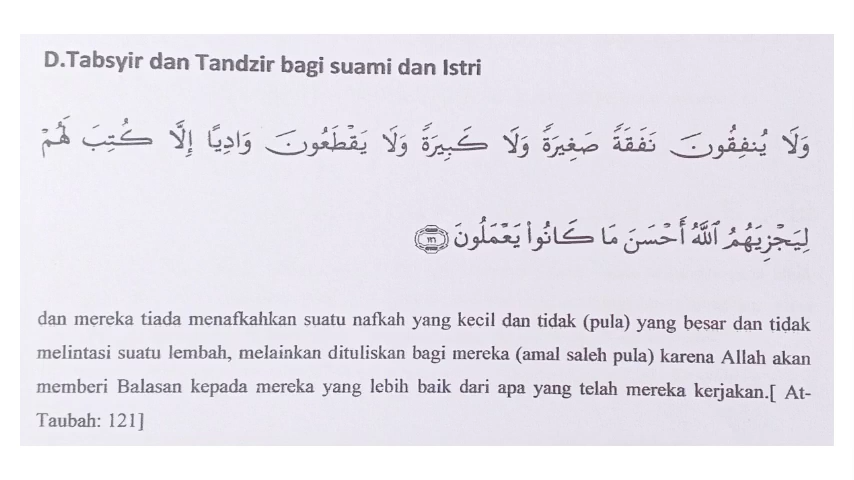 D.Tabsyir dan Tandzir bagi suami dan Istri
وَلَا يُنفِقُونَ نَفَقَةً صَغِيرَةً وَلَا كَبِيرَةً وَلَا يَقْطَعُونَ وَادِيًا إِلَّا كُتِبَ لَهُمْ
لِيَجْزِيَهُمُ ٱللَّهُ أَحْسَنَ مَا كَانُوا۟ يَعْمَلُونَ ١٢١
dan mereka tiada menafkahkan suatu nafkah yang kecil dan tidak (pula) yang besar dan tidak
melintasi suatu lembah, melainkan dituliskan bagi mereka (amal saleh pula) karena Allah akan
memberi Balasan kepada mereka yang lebih baik dari apa yang telah mereka kerjakan.[ At-
Taubah: 121]